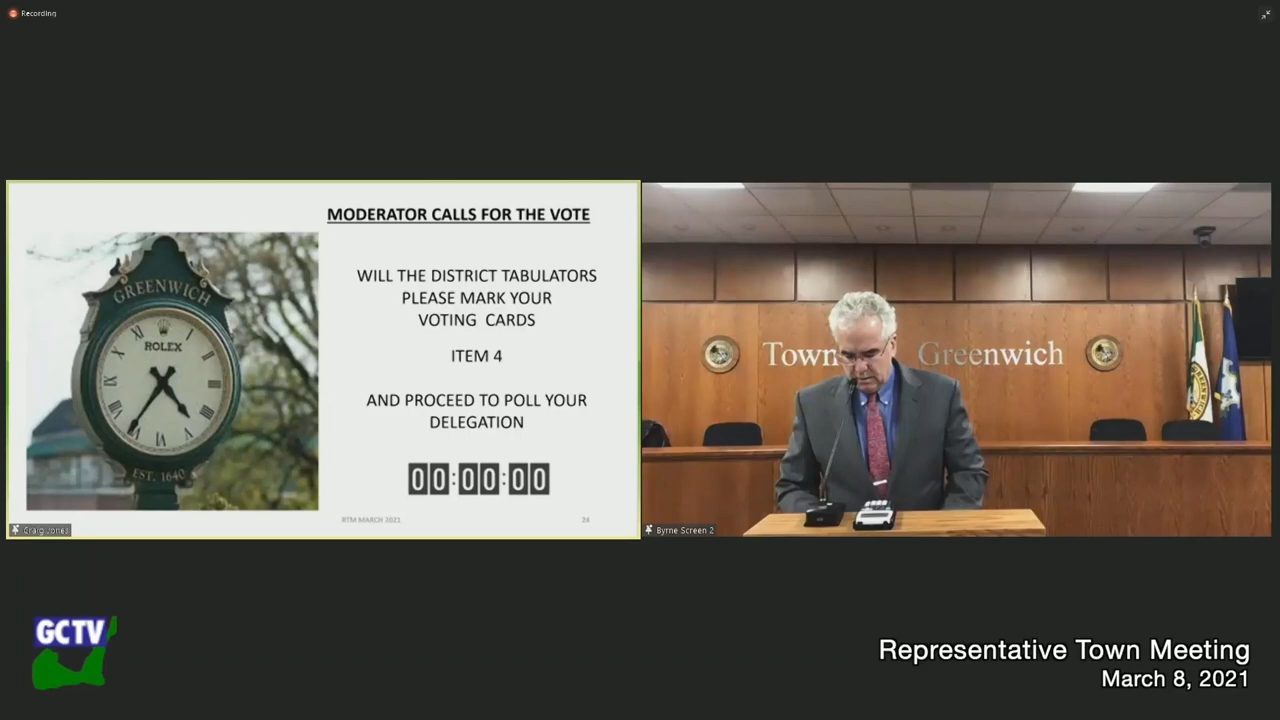 Recording
MODERATOR CALLS FOR THE VOTE
WILL THE DISTRICT TABULATORS
PLEASE MARK YOUR
VOTING CARDS
ITEM 4
AND PROCEED TO POLL YOUR
DELEGATION
00:00:00
RTM MARCH 2021
24
GREENWICH
ROLEX
EST. 1640
Craig Jones
Town
Greenwich
Byrne Screen 2
GCTV
Representative Town Meeting
March 8, 2021